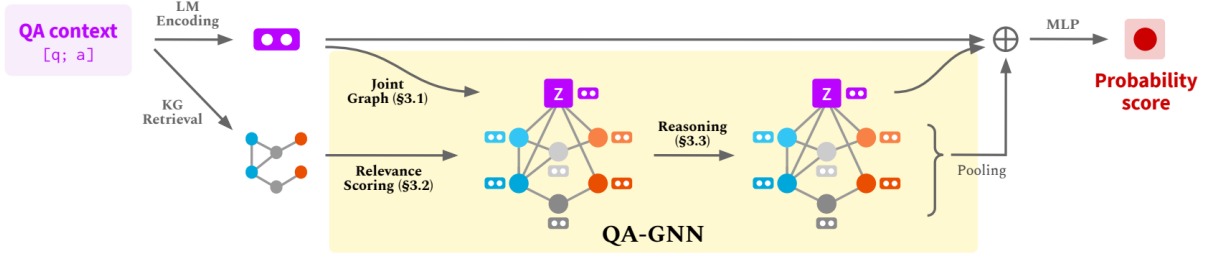 QA context
[q; a]
LM
Encoding
KG
Retrieval
Joint
Graph (§3.1)
Relevance
Scoring (§3.2)
Z
Reasoning
(§3.3)
Z
QA-GNN
Pooling
MLP
Probability
score